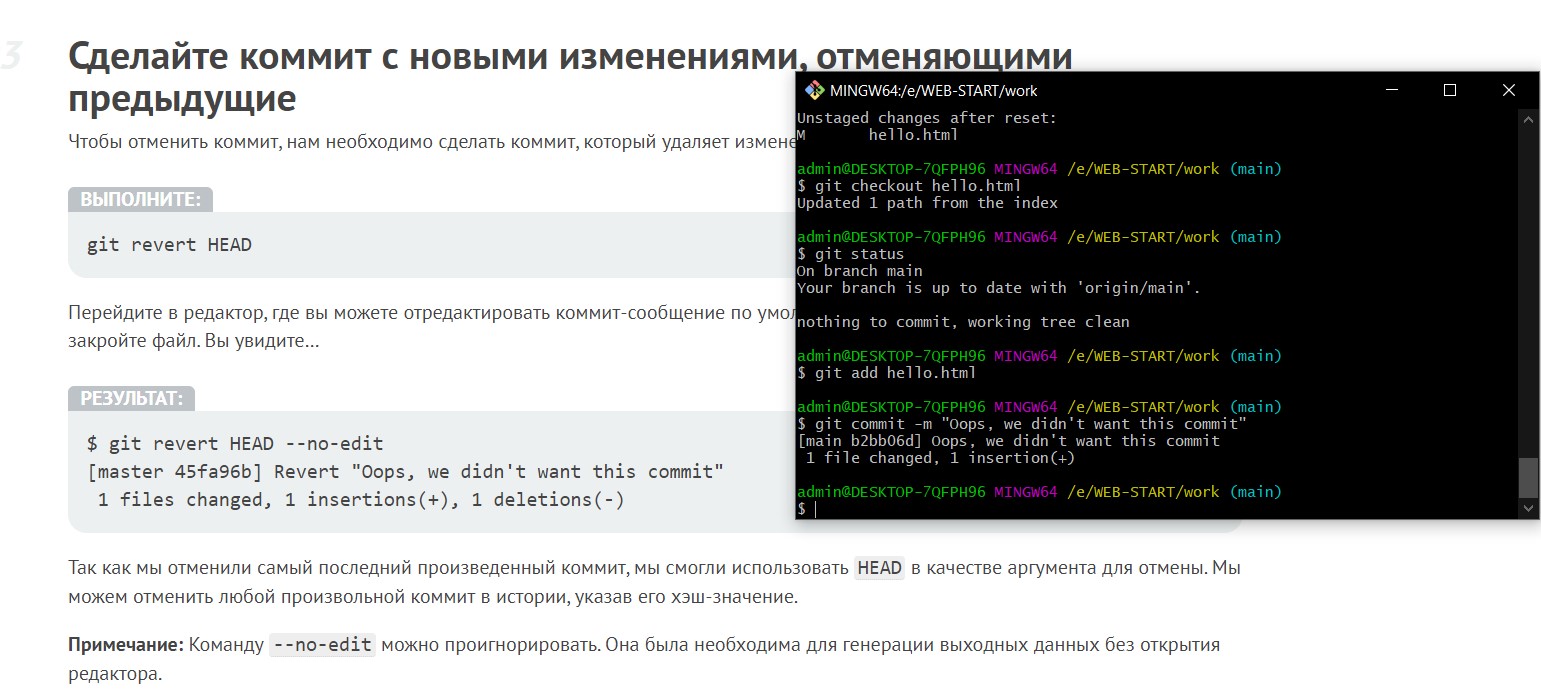 3
Сделайте коммит с новыми изменениями, отменяющими
предыдущие
Чтобы отменить коммит, нам необходимо сделать коммит, который удаляет
ВЫПОЛНИТЕ:
git revert HEAD
Перейдите в редактор, где вы можете отредактировать коммит-сообщение по
закройте файл. Вы увидите...
РЕЗУЛЬТАТ:
$ git revert HEAD --no-edit
[master 45fa96b] Revert "Oops, we didn't want this commit"
1 files changed, 1 insertions(+), 1 deletions(-)
Так как мы отменили самый последний произведенный коммит, мы смогли использовать HEAD в качестве аргумента для отмены. Мы
можем отменить любой произвольной коммит в истории, указав его хэш-значение.
Примечание: Команду --no-edit можно проигнорировать. Она была необходима для генерации выходных данных без открытия
редактора.
MINGW64:/e/WEB-START/work
Unstaged changes after reset:
M hello.html
admin@DESKTOP-7QFPH96 MINGW64 /e/WEB-START/work (main)
$ git checkout hello.html
Updated 1 path from the index
admin@DESKTOP-7QFPH96 MINGW64 /e/WEB-START/work (main)
$ git status
On branch main
Your branch is up to date with 'origin/main'.
nothing to commit, working tree clean
admin@DESKTOP-7QFPH96 MINGW64 /e/WEB-START/work (main)
$ git add hello.html
admin@DESKTOP-7QFPH96 MINGW64 /e/WEB-START/work (main)
$ git commit -m "Oops, we didn't want this commit"
[main b2bb06d] Oops, we didn't want this commit
1 file changed, 1 insertion(+)
admin@DESKTOP-7QFPH96 MINGW64 /e/WEB-START/work (main)
$